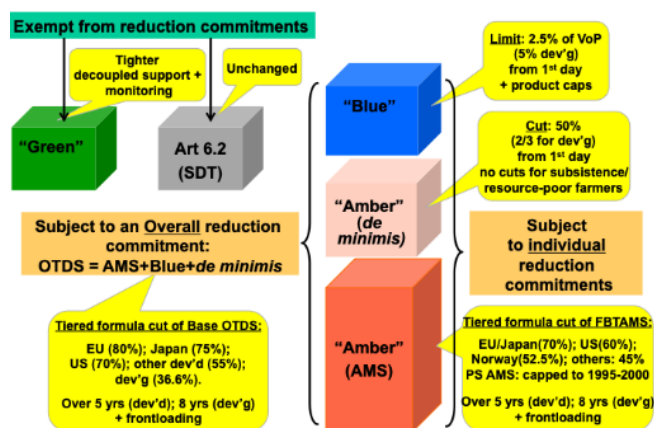 Exempt from reduction commitments
Tighter
decoupled support +
monitoring
Unchanged
"Green"
Art 6.2
(SDT)
Limit: 2.5% of VoP
(5% dev'g)
from 1st day
+ product caps
"Blue"
Cut: 50%
(2/3 for dev'g)
from 1st day
no cuts for subsistence/
resource-poor farmers
"Amber"
(de
minimis)
Subject to an Overall reduction
commitment:
OTDS = AMS+Blue+de minimis
Subject
to individual
reduction
commitments
"Amber"
(AMS)
Tiered formula cut of Base OTDS:
EU (80%); Japan (75%);
US (70%); other dev'd (55%)
dev'g (36.6%).
Over 5 yrs (dev'd); 8 yrs (dev'g)
+ frontloading
Tiered formula cut of FBTAMS:
EU/Japan(70%); US(60%)
Norway(52.5%); others: 45%
PS AMS: capped to 1995-2000
Over 5 yrs (dev'd); 8 yrs (dev'g)
+ frontloading